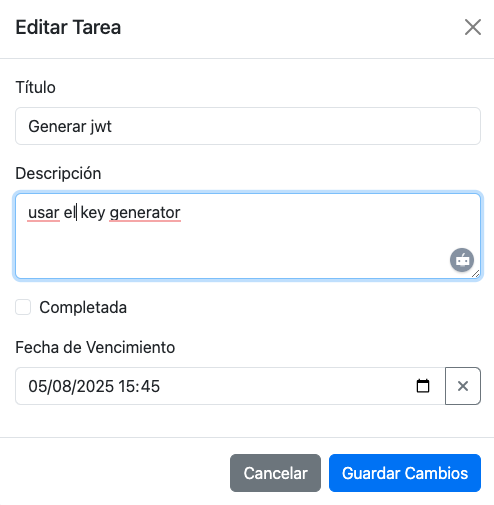 Editar Tarea
Título
Generar jwt
Descripción
usar el key generator
Completada
Fecha de Vencimiento
05/08/2025 15:45
Cancelar Guardar Cambios